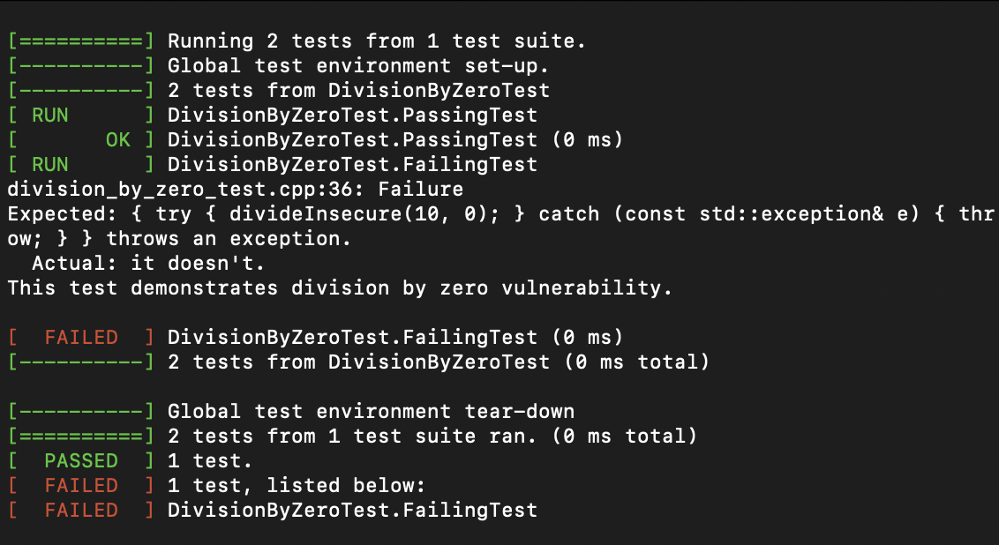 [==========] Running 2 tests from 1 test suite.
[----------] Global test environment set-up.
[----------] 2 tests from DivisionByZeroTest
[ RUN      ] DivisionByZeroTest.PassingTest
[       OK ] DivisionByZeroTest.PassingTest (0 ms)
[ RUN      ] DivisionByZeroTest.FailingTest
division_by_zero_test.cpp:36: Failure
Expected: { try { divideInsecure(10, 0); } catch (const std::exception& e) { thr
ow; } } throws an exception.
  Actual: it doesn't.
This test demonstrates division by zero vulnerability.
[  FAILED  ] DivisionByZeroTest.FailingTest (0 ms)
[----------] 2 tests from DivisionByZeroTest (0 ms total)
[----------] Global test environment tear-down
[==========] 2 tests from 1 test suite ran. (0 ms total)
[  PASSED  ] 1 test.
[  FAILED  ] 1 test, listed below:
[  FAILED  ] DivisionByZeroTest.FailingTest